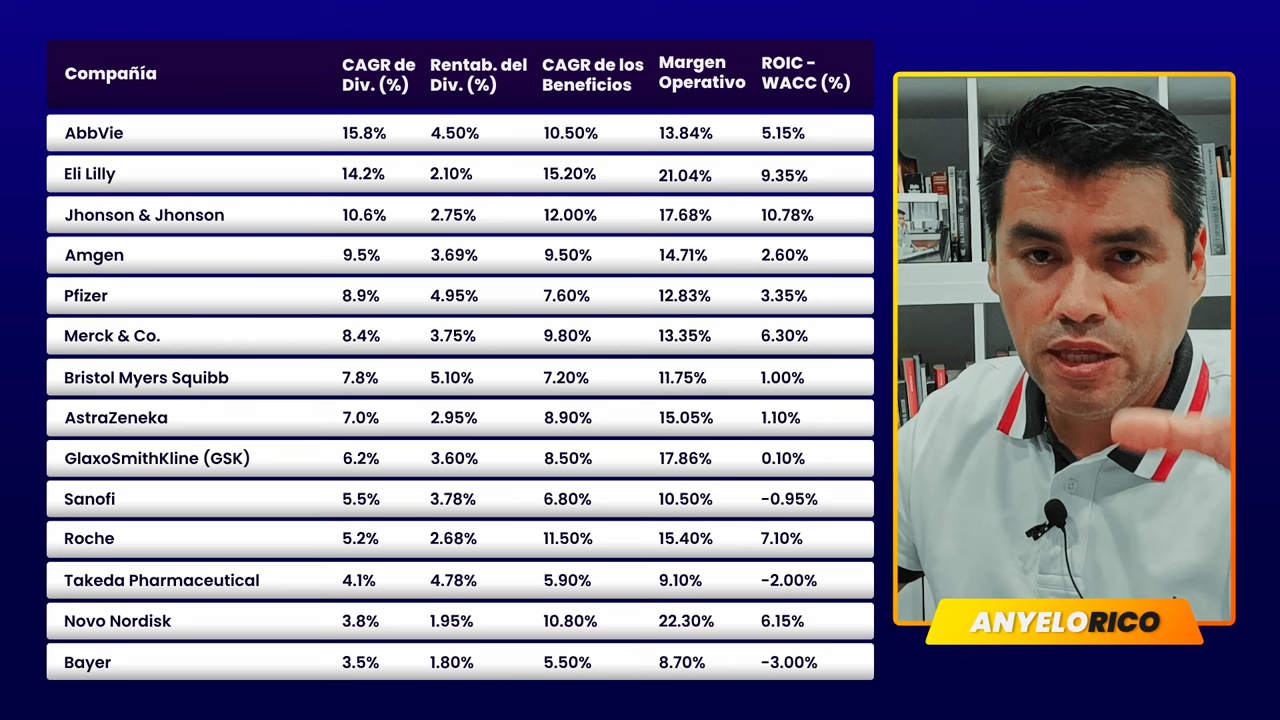 Compañía CAGR de Div. (%) Rentab. del Div. (%) CAGR de los Beneficios Margen Operativo ROIC - WACC (%)
AbbVie 15.8% 4.50% 10.50% 13.84% 5.15%
Eli Lilly 14.2% 2.10% 15.20% 21.04% 9.35%
Jhonson & Jhonson 10.6% 2.75% 12.00% 17.68% 10.78%
Amgen 9.5% 3.69% 9.50% 14.71% 2.60%
Pfizer 8.9% 4.95% 7.60% 12.83% 3.35%
Merck & Co. 8.4% 3.75% 9.80% 13.35% 6.30%
Bristol Myers Squibb 7.8% 5.10% 7.20% 11.75% 1.00%
AstraZeneka 7.0% 2.95% 8.90% 15.05% 1.10%
GlaxoSmithKline (GSK) 6.2% 3.60% 8.50% 17.86% 0.10%
Sanofi 5.5% 3.78% 6.80% 10.50% -0.95%
Roche 5.2% 2.68% 11.50% 15.40% 7.10%
Takeda Pharmaceutical 4.1% 4.78% 5.90% 9.10% -2.00%
Novo Nordisk 3.8% 1.95% 10.80% 22.30% 6.15%
Bayer 3.5% 1.80% 5.50% 8.70% -3.00%
ANYELORICO